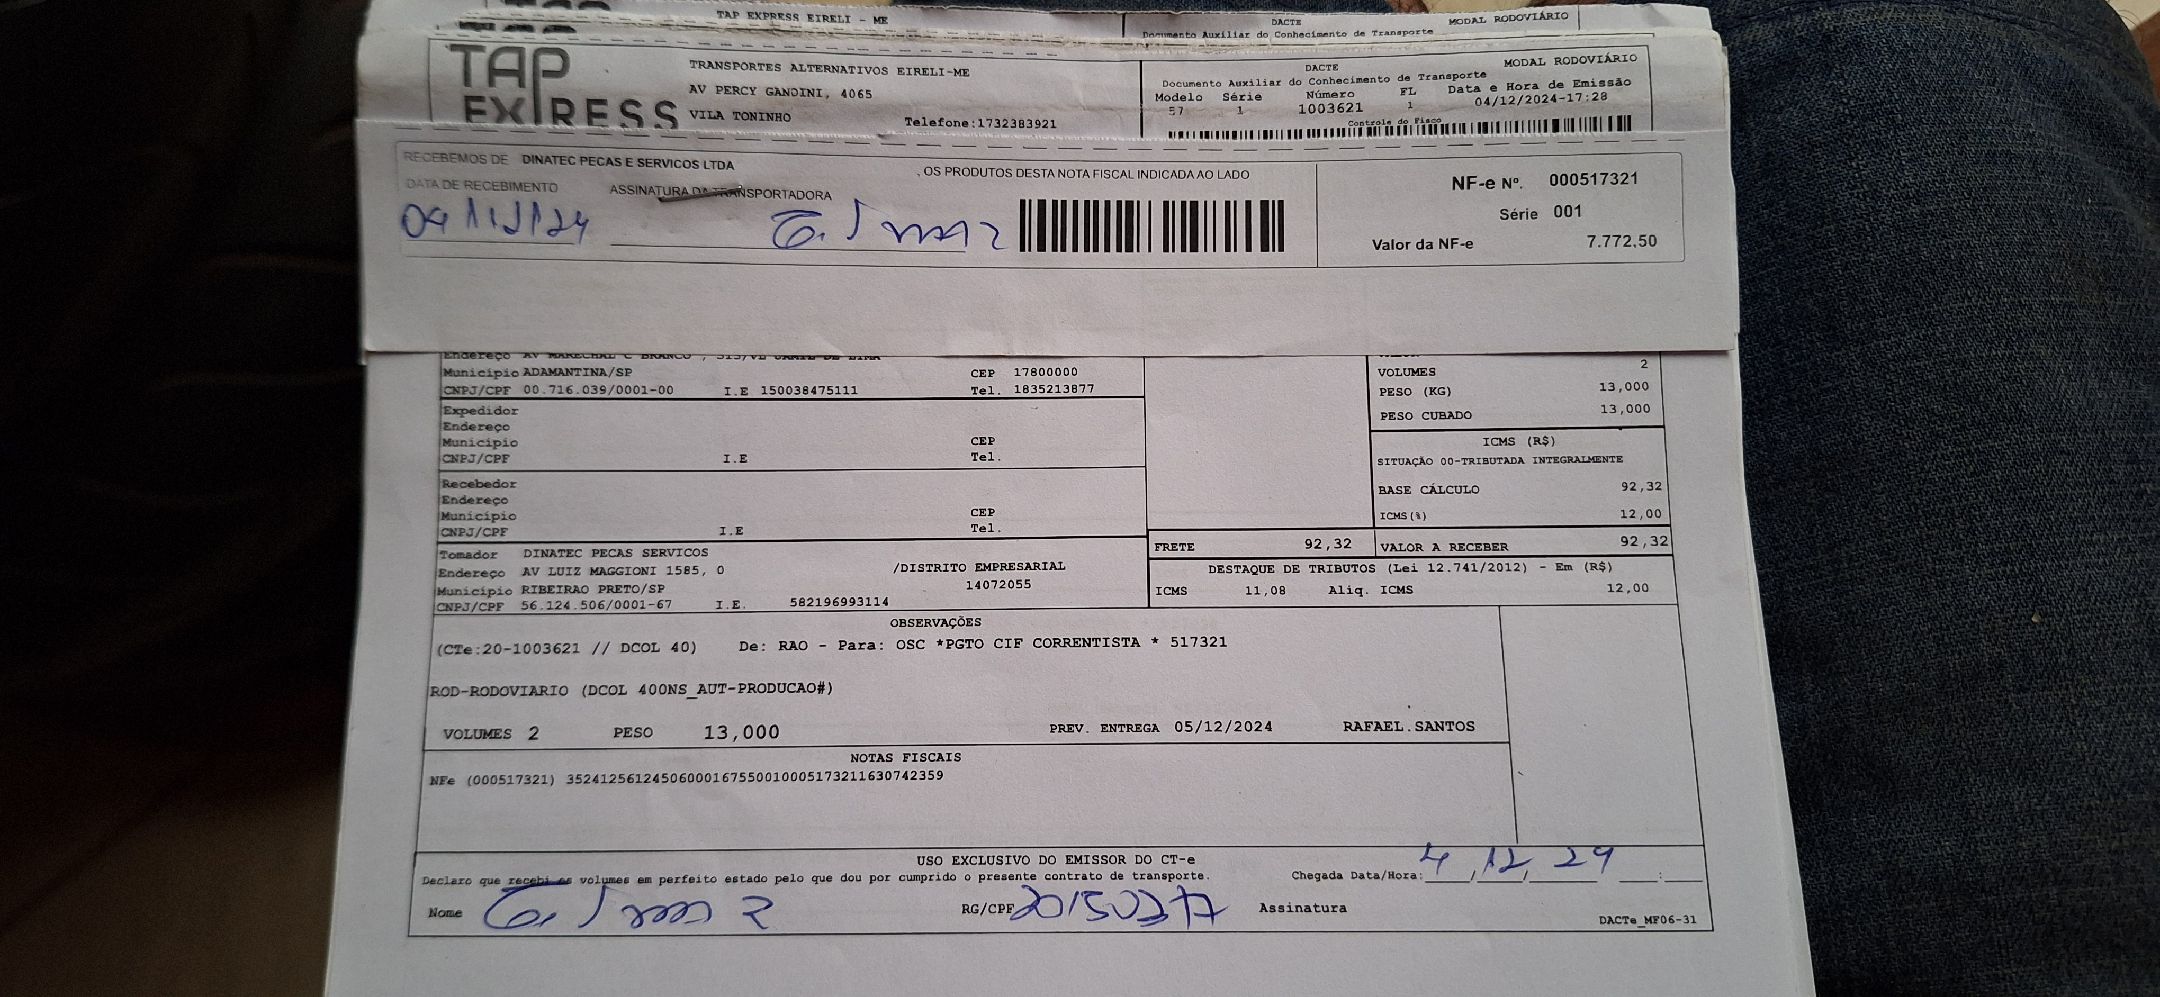 TAP EXPRESS EIRELI - ME
DACTE
MODAL RODOVIÁRIO
Documento Auxiliar do Conhecimento de Transporte
TAP EXPRESS
TRANSPORTES ALTERNATIVOS EIRELI-ME
AV PERCY GANDINI, 4065
VILA TONINHO
Telefone:1732383921
DACTE
MODAL RODOVIÁRIO
Documento Auxiliar do Conhecimento de Transporte
Modelo Série Número FL Data e Hora de Emissão
57 1 1003621 1 04/12/2024-17:28
Controle do Fisco
RECEBEMOS DE DINATEC PECAS E SERVICOS LTDA , OS PRODUTOS DESTA NOTA FISCAL INDICADA AO LADO
DATA DE RECEBIMENTO ASSINATURA DA TRANSPORTADORA
04/12/24
NF-e Nº. 000517321
Série 001
Valor da NF-e 7.772,50
Endereço AV MARECHAL C BRANCO , 515/VL JAMIL DE LIMA
Município ADAMANTINA/SP CEP 17800000
CNPJ/CPF 00.716.039/0001-00 I.E 150038475111 Tel. 1835213877
Expedidor
Endereço
Município CEP
CNPJ/CPF I.E Tel.
Recebedor
Endereço
Município CEP
CNPJ/CPF I.E Tel.
Tomador DINATEC PECAS SERVICOS
Endereço AV LUIZ MAGGIONI 1585, 0 /DISTRITO EMPRESARIAL
Município RIBEIRAO PRETO/SP 14072055
CNPJ/CPF 56.124.506/0001-67 I.E. 582196993114
VOLUMES 2
PESO (KG) 13,000
PESO CUBADO 13,000
ICMS (R$)
SITUAÇÃO 00-TRIBUTADA INTEGRALMENTE
BASE CÁLCULO 92,32
ICMS(%) 12,00
FRETE 92,32 VALOR A RECEBER 92,32
DESTAQUE DE TRIBUTOS (Lei 12.741/2012) - Em (R$)
ICMS 11,08 Aliq. ICMS 12,00
OBSERVAÇÕES
(CTe:20-1003621 // DCOL 40) De: RAO - Para: OSC *PGTO CIF CORRENTISTA * 517321
ROD-RODOVIARIO (DCOL 400NS_AUT-PRODUCAO#)
VOLUMES 2 PESO 13,000 PREV. ENTREGA 05/12/2024 RAFAEL.SANTOS
NOTAS FISCAIS
NFe (000517321) 35241256124506000167550010005173211630742359
USO EXCLUSIVO DO EMISSOR DO CT-e
Declaro que recebi os volumes em perfeito estado pelo que dou por cumprido o presente contrato de transporte. Chegada Data/Hora: 4/12/24 :
Nome RG/CPF Assinatura
DACTe_MF06-31